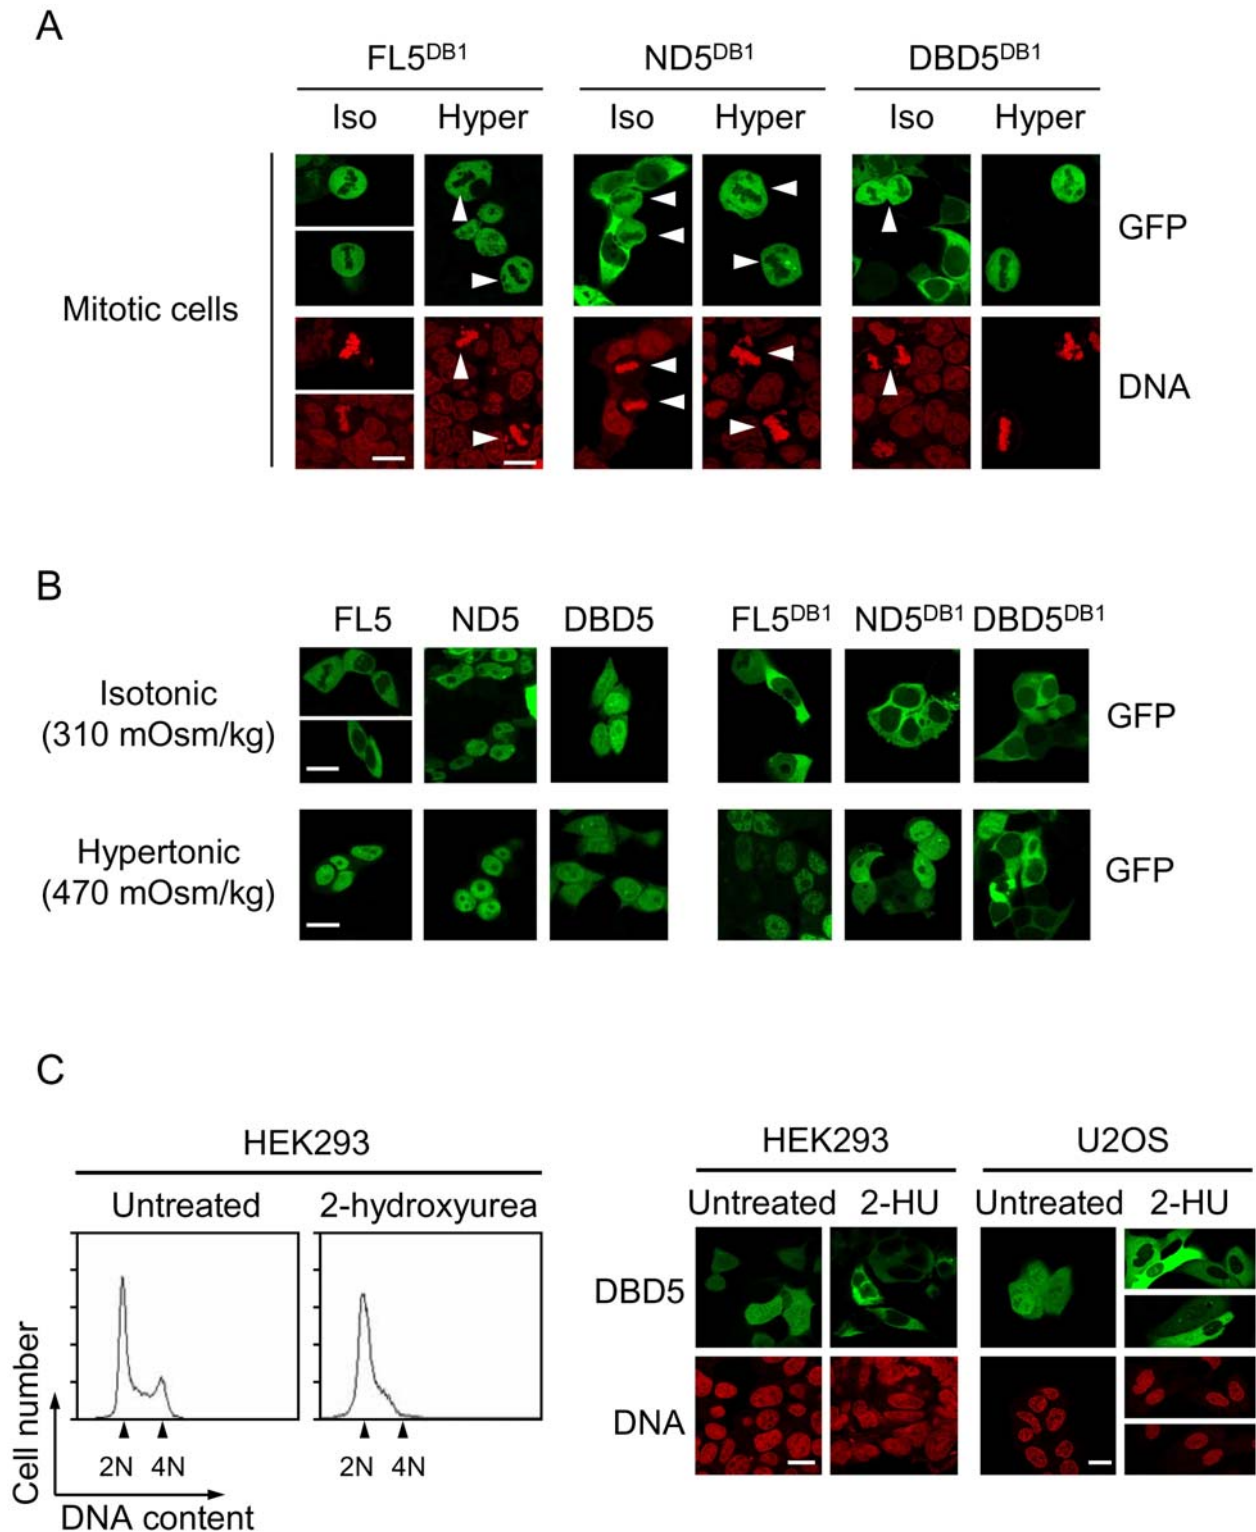 A
FL5DB1 ND5DB1 DBD5DB1
Iso Hyper Iso Hyper Iso Hyper
GFP
Mitotic cells
DNA
B
FL5 ND5 DBD5 FL5DB1 ND5DB1 DBD5DB1
Isotonic
(310 mOsm/kg)
GFP
Hypertonic
(470 mOsm/kg)
GFP
C
HEK293
Untreated 2-hydroxyurea
Cell number
2N 4N 2N 4N
DNA content
HEK293 U2OS
Untreated 2-HU Untreated 2-HU
DBD5
DNA